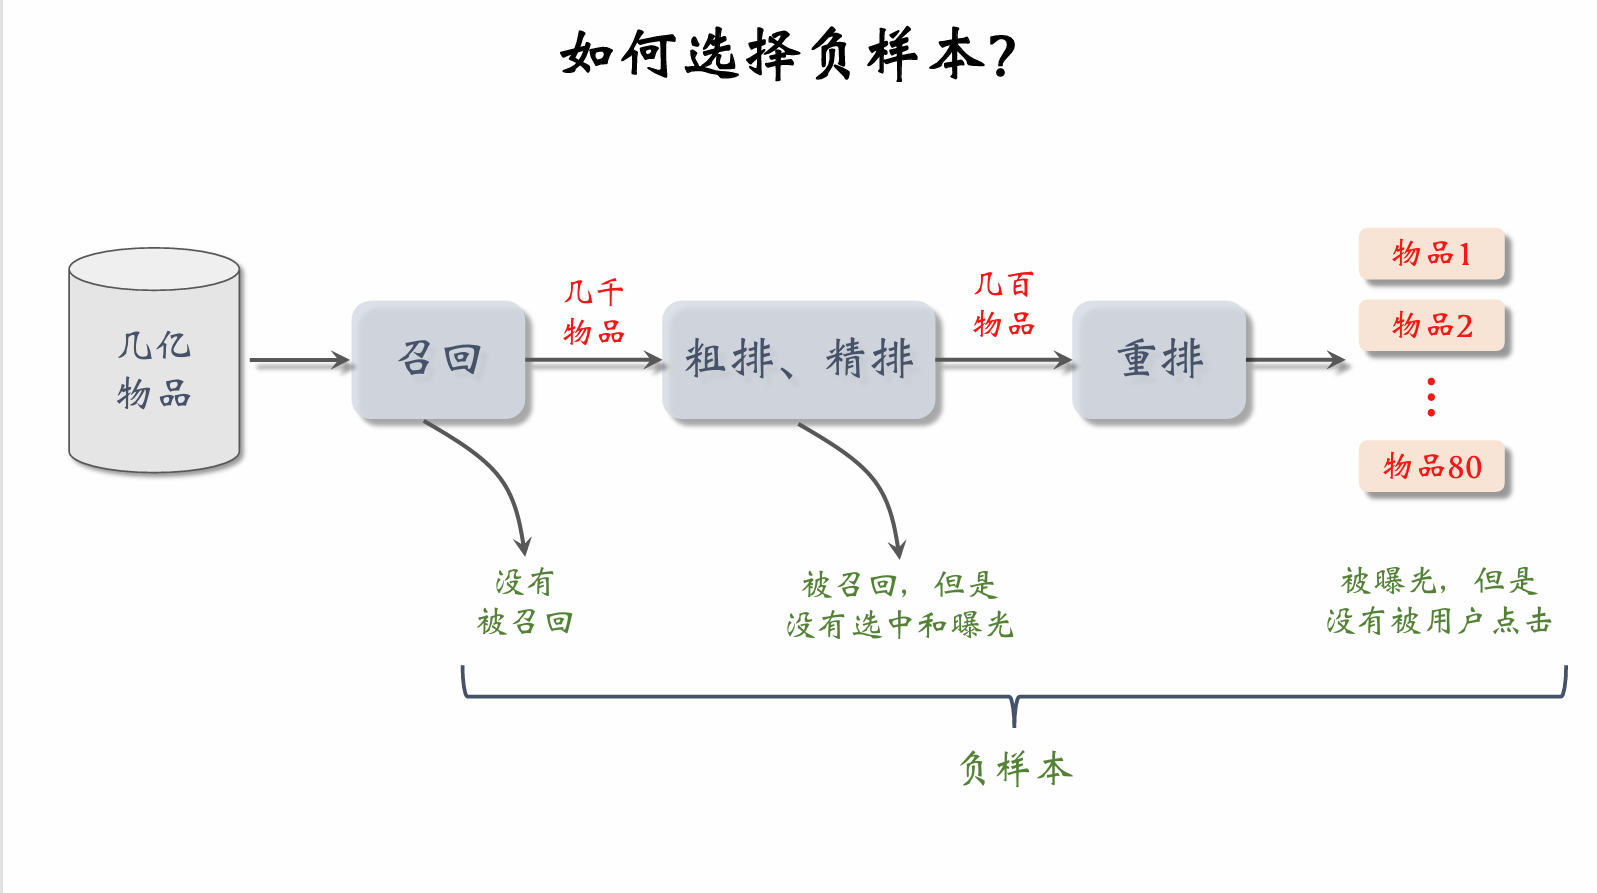 如何选择负样本?
几亿
物品
召回
几千
物品
粗排、精排
几百
物品
重排
物品1
物品2
物品80
没有
被召回
被召回，但是
没有选中和曝光
被曝光，但是
没有被用户点击
负样本